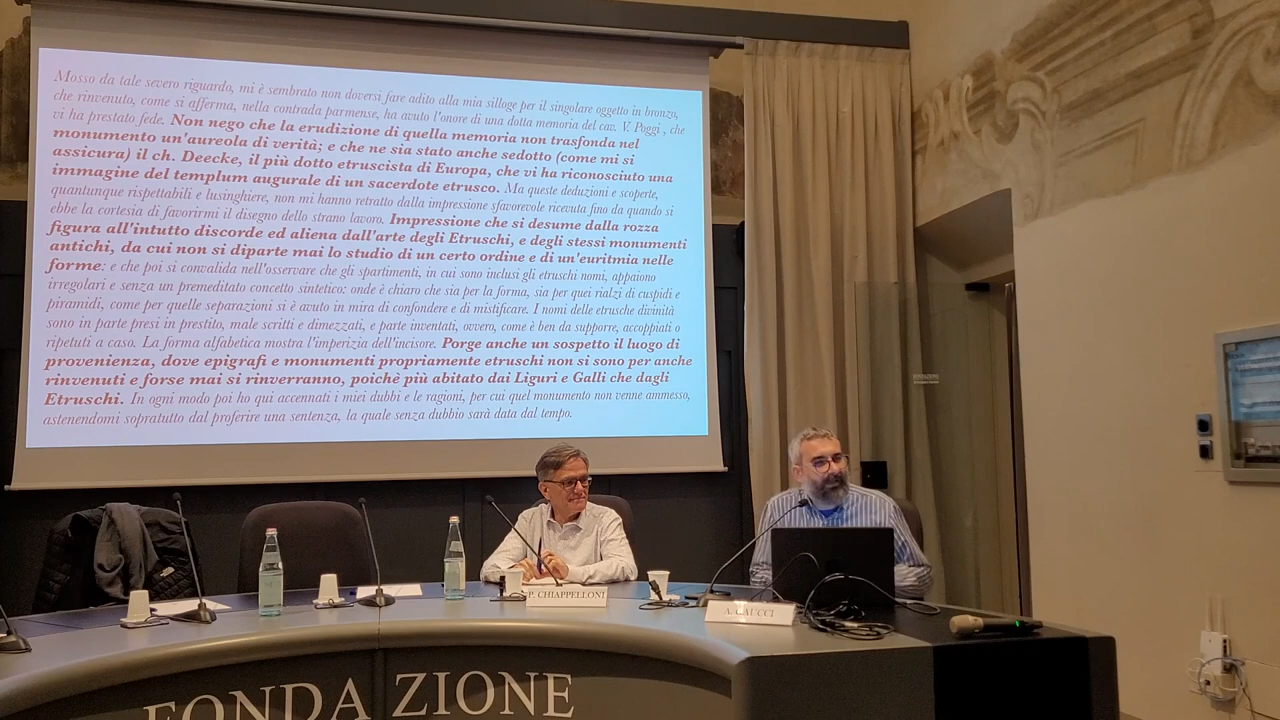 Mosso da tale severo riguardo, mi è sembrato non doversi fare adito alla mia silloge per il singolare oggetto in bronzo,
che rinvenuto, come si afferma, nella contrada parmense, ha avuto l'onore di una dotta memoria del cav. V. Poggi , che
vi ha prestato fede. Non nego che la erudizione di quella memoria non trasfonda nel
monumento un'aureola di verità; e che ne sia stato anche sedotto (come mi si
assicura) il ch. Deecke, il più dotto etruscista di Europa, che vi ha riconosciuto una
immagine del templum augurale di un sacerdote etrusco. Ma queste deduzioni e scoperte,
quantunque rispettabili e lusinghiere, non mi hanno retratto dalla impressione sfavorevole ricevuta fino da quando si
ebbe la cortesia di favorirmi il disegno dello strano lavoro. Impressione che si desume dalla rozza
figura all'intutto discorde ed aliena dall'arte degli Etruschi, e degli stessi monumenti
antichi, da cui non si diparte mai lo studio di un certo ordine e di un'euritmia nelle
forme: e che poi si convalida nell'osservare che gli spartimenti, in cui sono inclusi gli etruschi nomi, appaiono
irregolari e senza un premeditato concetto sintetico: onde è chiaro che sia per la forma, sia per quei rialzi di cuspidi e
piramidi, come per quelle separazioni si è avuto in mira di confondere e di mistificare. I nomi delle etrusche divinità
sono in parte presi in prestito, male scritti e dimezzati, e parte inventati, ovvero, come è ben da supporre, accoppiati o
ripetuti a caso. La forma alfabetica mostra l'imperizia dell'incisore. Porge anche un sospetto il luogo di
provenienza, dove epigrafi e monumenti propriamente etruschi non si sono per anche
rinvenuti e forse mai si rinverranno, poichè più abitato dai Liguri e Galli che dagli
Etruschi. In ogni modo poi ho qui accennati i miei dubbi e le ragioni, per cui quel monumento non venne ammesso,
astenendomi sopratutto dal proferire una sentenza, la quale senza dubbio sarà data dal tempo.
FONDAZIONE
P. CHIAPPELLONI
A. GAUCCI
FONDAZIONE